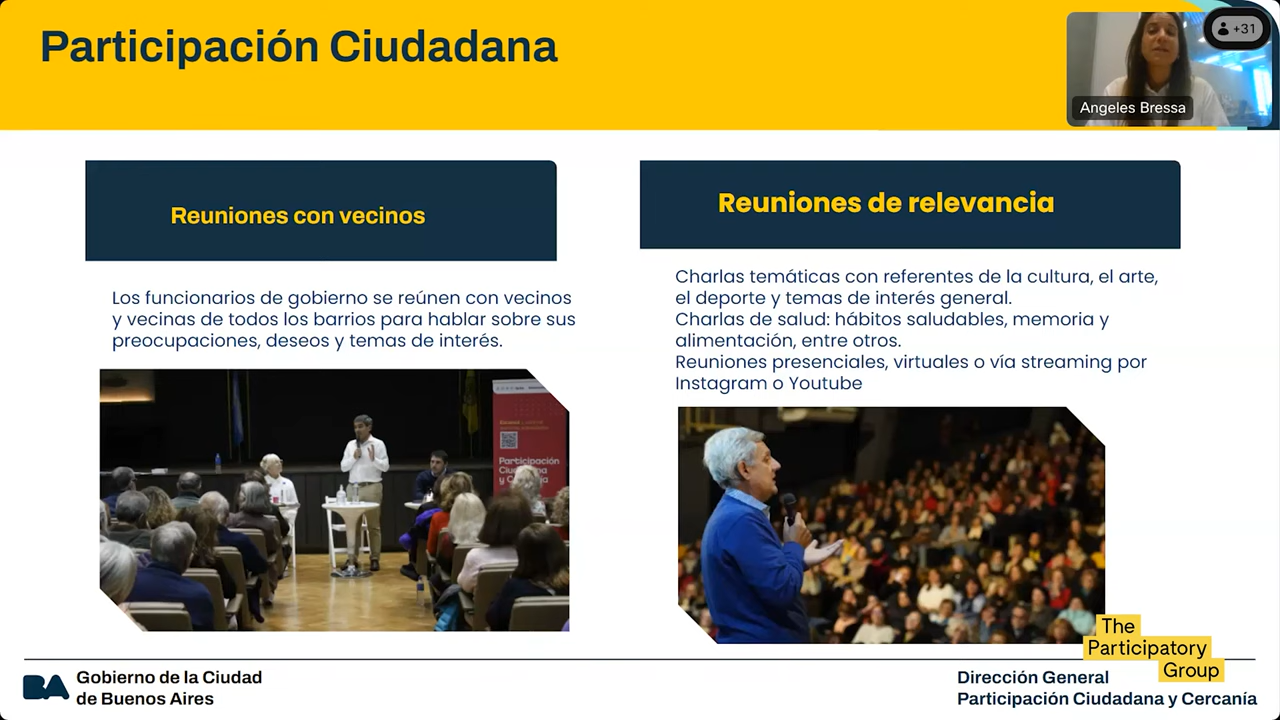 Participación Ciudadana
+31
Angeles Bressa
Reuniones con vecinos
Reuniones de relevancia
Los funcionarios de gobierno se reúnen con vecinos
y vecinas de todos los barrios para hablar sobre sus
preocupaciones, deseos y temas de interés.
Charlas temáticas con referentes de la cultura, el arte,
el deporte y temas de interés general.
Charlas de salud: hábitos saludables, memoria y
alimentación, entre otros.
Reuniones presenciales, virtuales o vía streaming por
Instagram o Youtube
Participación
The
Participatory
Group
BA
Gobierno de la Ciudad
de Buenos Aires
Dirección General
Participación Ciudadana y Cercanía